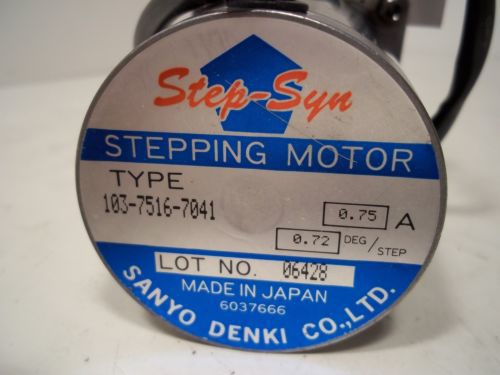 Step-Syn
STEPPING MOTOR
TYPE
103-7516-7041
0.75 A
0.72 DEG/STEP
LOT NO. 06428
MADE IN JAPAN
6037666
SANYO DENKI CO.,LTD.